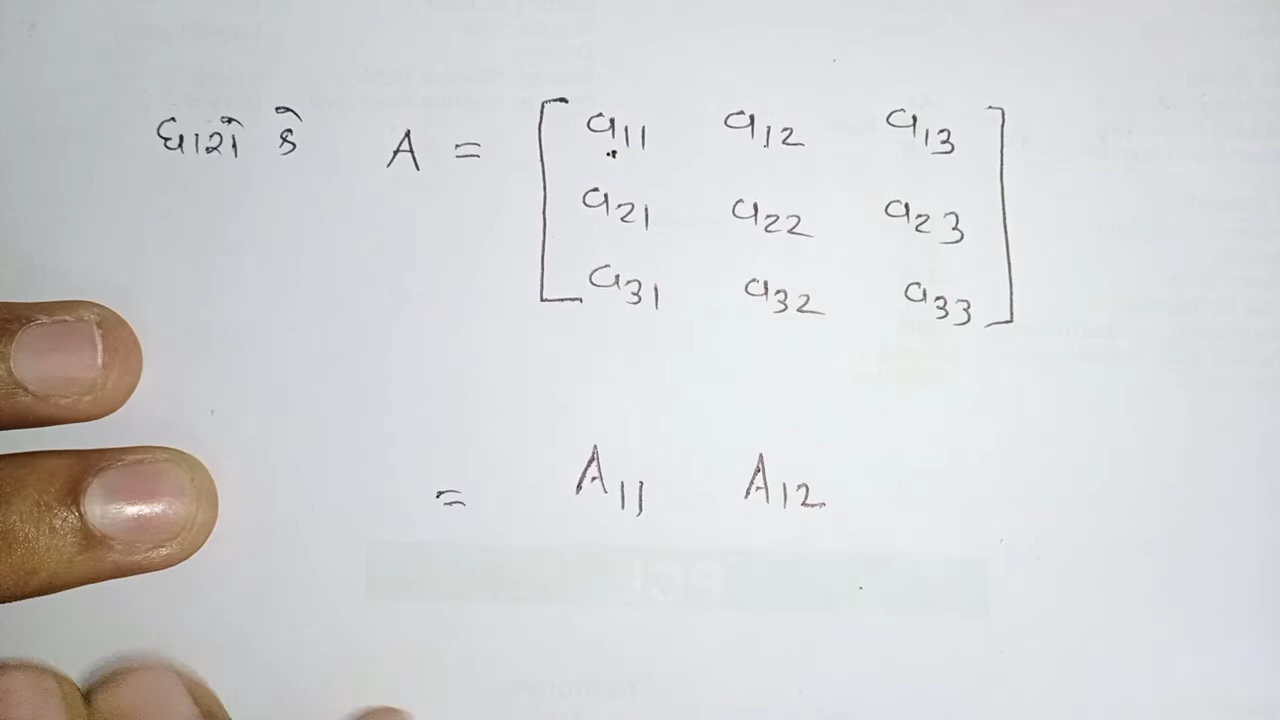 ધારો કે A = [ a11 a12 a13
a21 a22 a23
a31 a32 a33 ]
= A11 A12